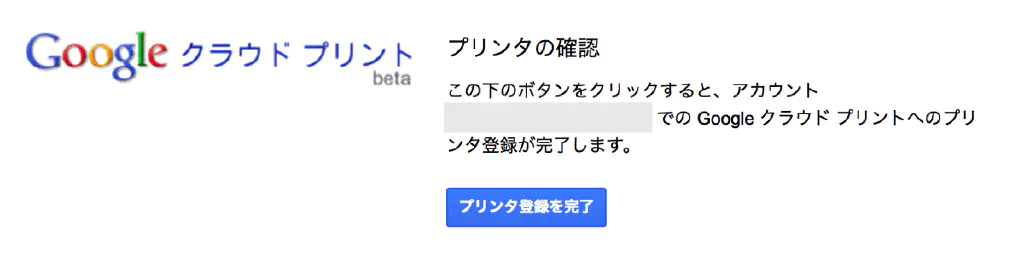 Google クラウド プリント
beta
プリンタの確認
この下のボタンをクリックすると、アカウント
での Google クラウド プリントへのプリ
ンタ登録が完了します。
プリンタ登録を完了